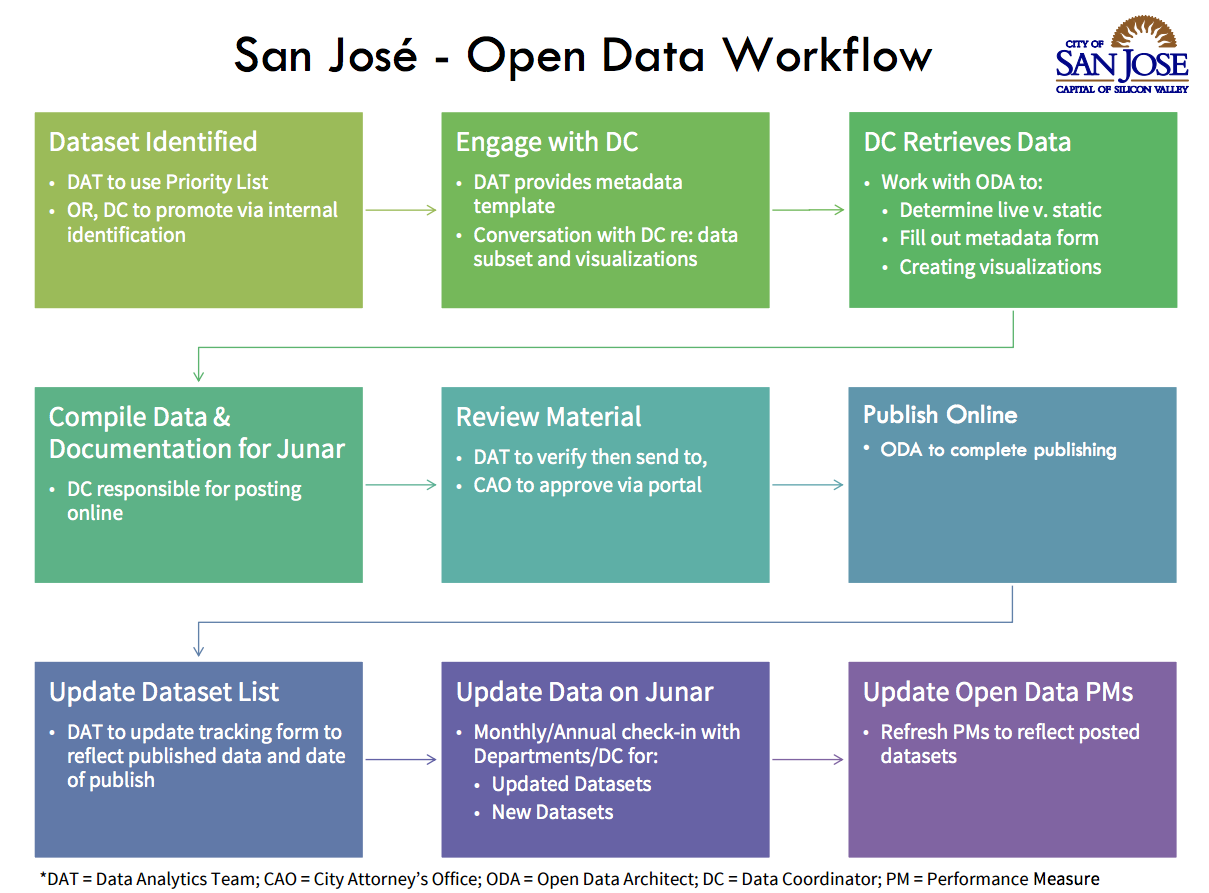 San José - Open Data Workflow
CITY OF
SAN JOSE
CAPITAL OF SILICON VALLEY
Dataset Identified
• DAT to use Priority List
• OR, DC to promote via internal
identification
Engage with DC
• DAT provides metadata
template
• Conversation with DC re: data
subset and visualizations
DC Retrieves Data
• Work with ODA to:
• Determine live v. static
• Fill out metadata form
• Creating visualizations
Compile Data &
Documentation for Junar
• DC responsible for posting
online
Review Material
• DAT to verify then send to,
• CAO to approve via portal
Publish Online
• ODA to complete publishing
Update Dataset List
• DAT to update tracking form to
reflect published data and date
of publish
Update Data on Junar
• Monthly/Annual check-in with
Departments/DC for:
• Updated Datasets
• New Datasets
Update Open Data PMs
• Refresh PMs to reflect posted
datasets
*DAT = Data Analytics Team; CAO = City Attorney's Office; ODA = Open Data Architect; DC = Data Coordinator; PM = Performance Measure